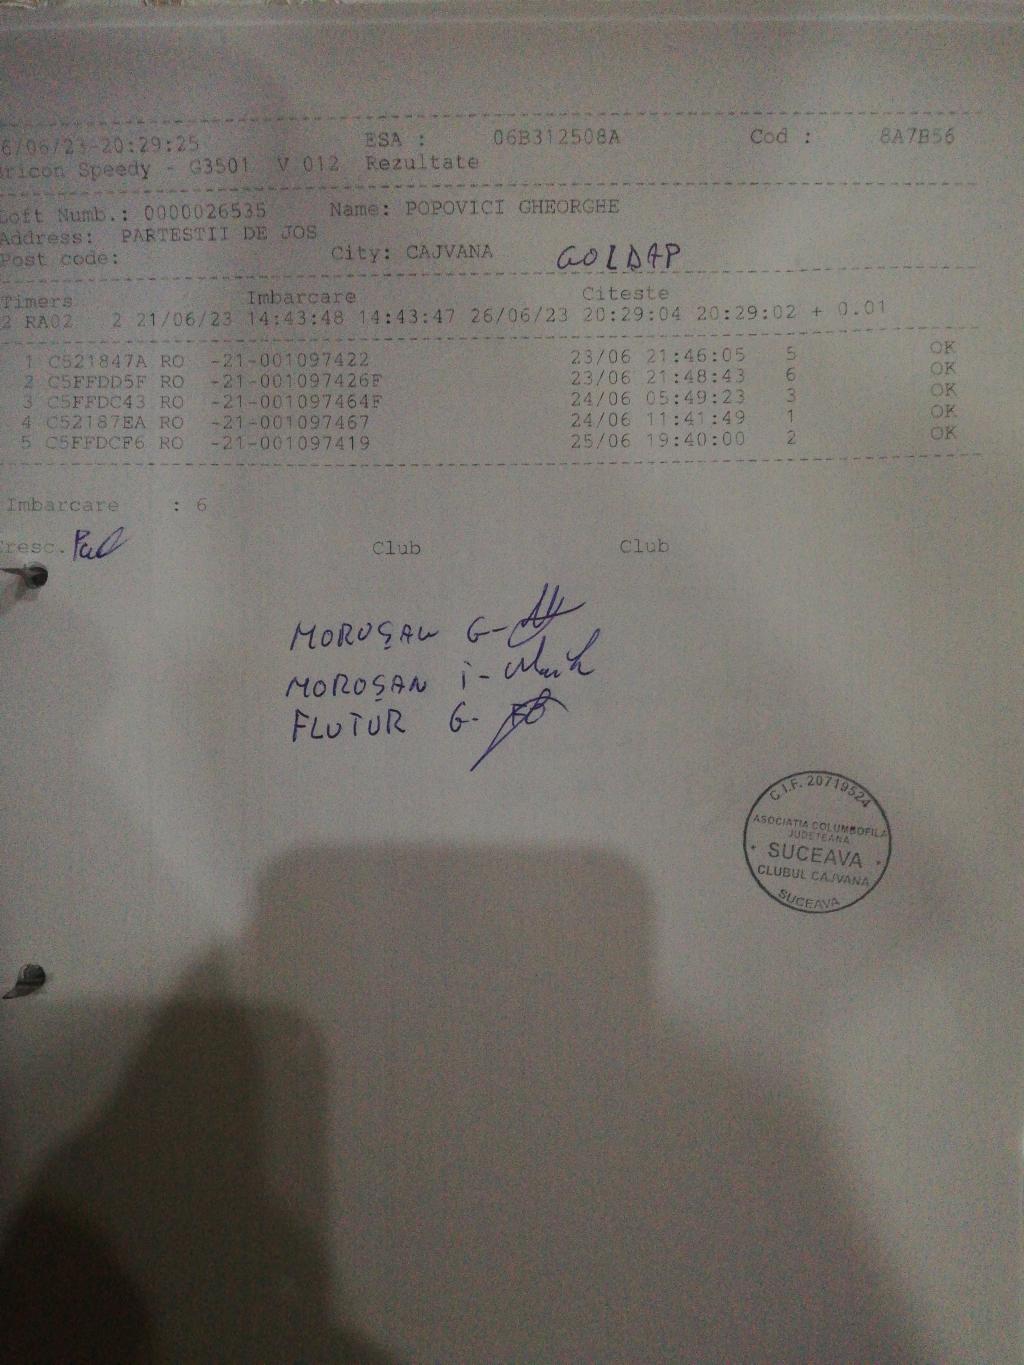 6/06/23-20:29:25 ESA : 06B312508A Cod : 8A7B56
ricon Speedy - G3501 V 012 Rezultate
Loft Numb.: 0000026535 Name: POPOVICI GHEORGHE
Address: PARTESTII DE JOS
Post code: City: CAJVANA GOLDAP
Timers Imbarcare Citeste
2 RA02 2 21/06/23 14:43:48 14:43:47 26/06/23 20:29:04 20:29:02 + 0.01
1 C521847A RO -21-001097422 23/06 21:46:05 5 OK
2 C5FFDD5F RO -21-001097426F 23/06 21:48:43 6 OK
3 C5FFDC43 RO -21-001097464F 24/06 05:49:23 3 OK
4 C52187EA RO -21-001097467 24/06 11:41:49 1 OK
5 C5FFDCF6 RO -21-001097419 25/06 19:40:00 2 OK
Imbarcare : 6
Cresc. Club Club
MOROȘAN G-
MOROȘAN i-
FLUTUR G-
C.I.F. 20719524
ASOCIATIA COLUMBOFILA
JUDETEANA
SUCEAVA
CLUBUL CAJVANA
SUCEAVA